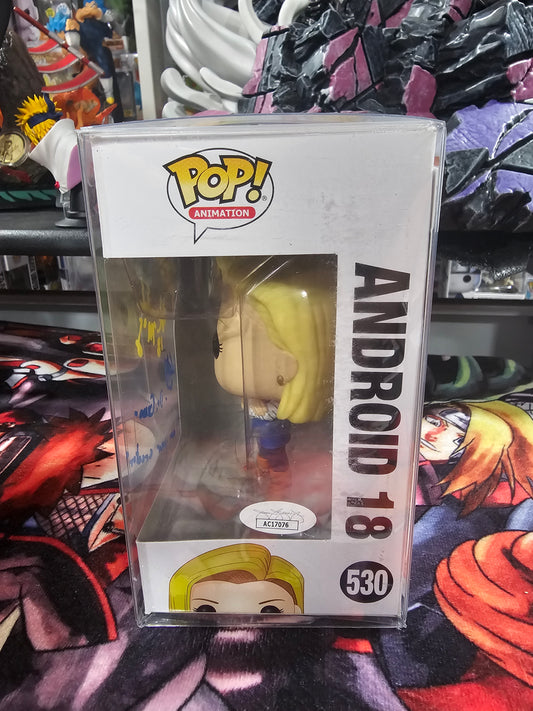 POP!
ANIMATION
ANDROID 18
530
AC17076